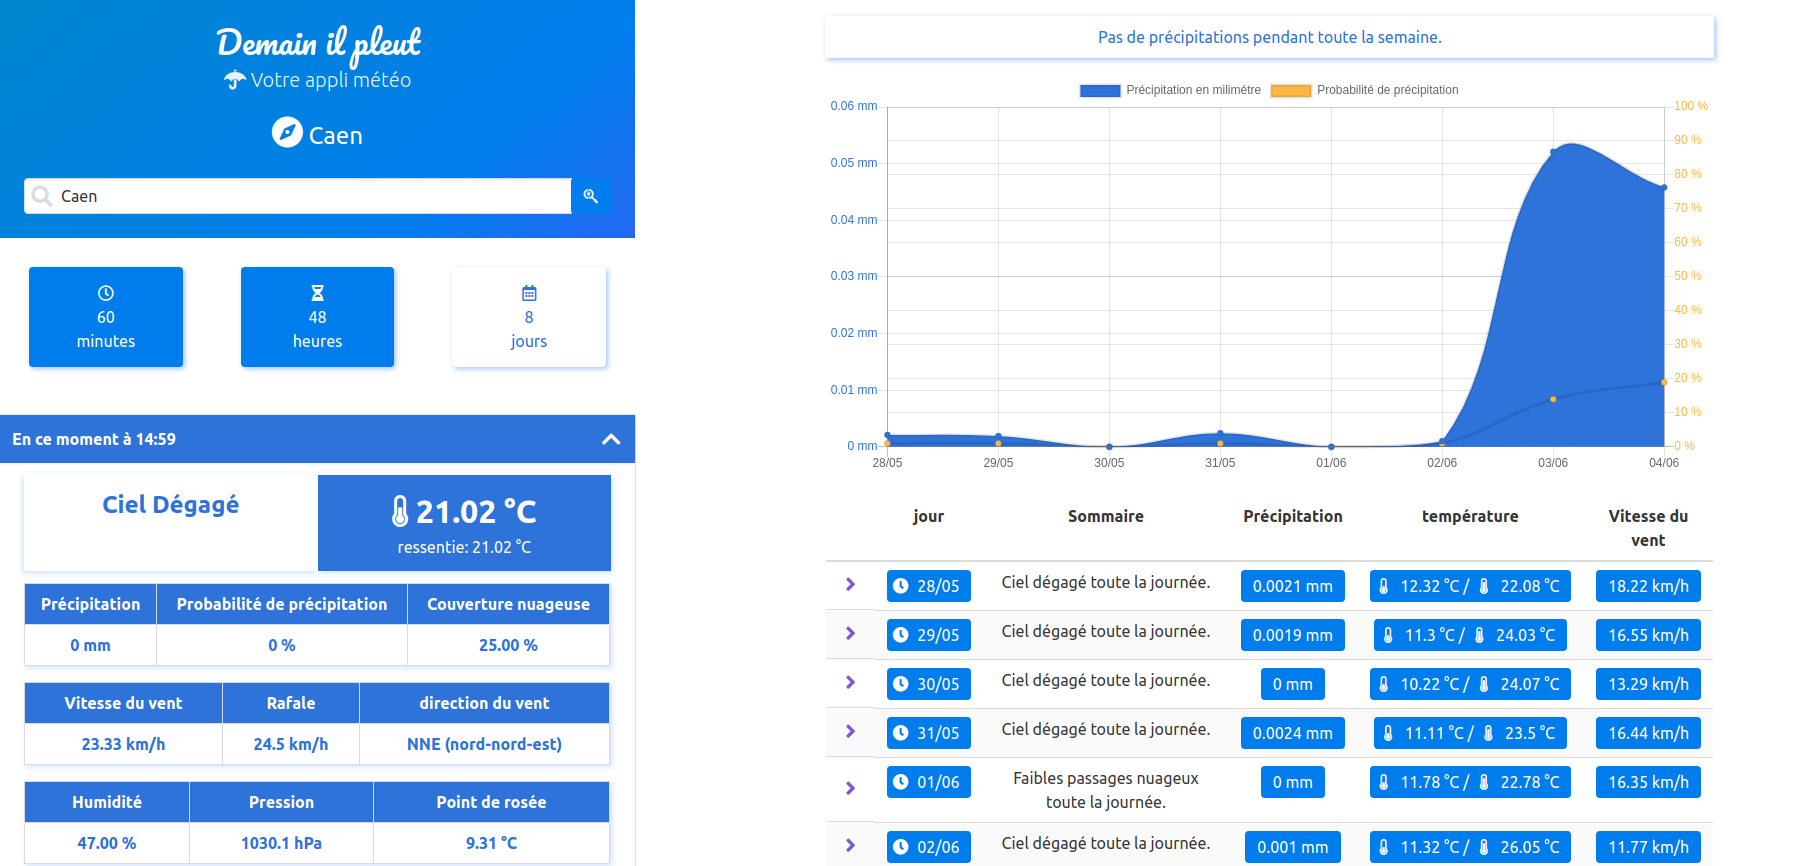 Demain il pleut
Votre appli météo
Caen
Caen
60
minutes
48
heures
8
jours
En ce moment à 14:59
Ciel Dégagé
21.02 °C
ressentie: 21.02 °C
Précipitation Probabilité de précipitation Couverture nuageuse
0 mm 0 % 25.00 %
Vitesse du vent Rafale direction du vent
23.33 km/h 24.5 km/h NNE (nord-nord-est)
Humidité Pression Point de rosée
47.00 % 1030.1 hPa 9.31 °C
Pas de précipitations pendant toute la semaine.
Précipitation en milimétre Probabilité de précipitation
0.06 mm 100 %
90 %
0.05 mm
80 %
70 %
0.04 mm
60 %
0.03 mm 50 %
40 %
0.02 mm
30 %
20 %
0.01 mm
10 %
0 mm 0 %
28/05 29/05 30/05 31/05 01/06 02/06 03/06 04/06
jour Sommaire Précipitation température Vitesse du
vent
28/05 Ciel dégagé toute la journée. 0.0021 mm 12.32 °C / 22.08 °C 18.22 km/h
29/05 Ciel dégagé toute la journée. 0.0019 mm 11.3 °C / 24.03 °C 16.55 km/h
30/05 Ciel dégagé toute la journée. 0 mm 10.22 °C / 24.07 °C 13.29 km/h
31/05 Ciel dégagé toute la journée. 0.0024 mm 11.11 °C / 23.5 °C 16.44 km/h
01/06 Faibles passages nuageux 0 mm 11.78 °C / 22.78 °C 16.35 km/h
toute la journée.
02/06 Ciel dégagé toute la journée. 0.001 mm 11.32 °C / 26.05 °C 11.77 km/h